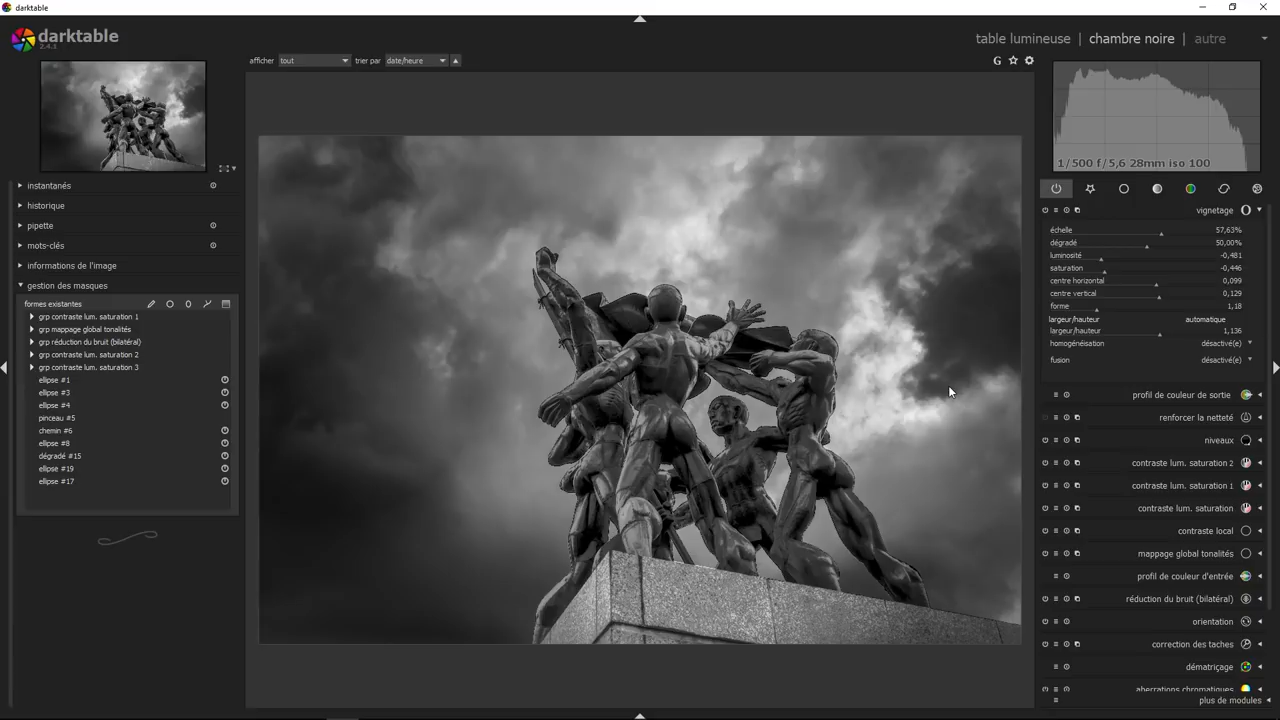 darktable
darktable
2.4.1
table lumineuse | chambre noire | autre
afficher tout trier par date/heure
G
1/500 f/5,6 28mm iso 100
instantanés
historique
pipette
mots-clés
informations de l'image
gestion des masques
formes existantes
grp contraste lum. saturation 1
grp mappage global tonalités
grp réduction du bruit (bilatéral)
grp contraste lum. saturation 2
grp contraste lum. saturation 3
ellipse #1
ellipse #3
ellipse #4
pinceau #5
chemin #6
ellipse #8
dégradé #15
ellipse #19
ellipse #17
vignetage
échelle 57,63%
dégradé 50,00%
luminosité -0,481
saturation -0,446
centre horizontal 0,099
centre vertical 0,129
forme 1,18
largeur/hauteur automatique
largeur/hauteur 1,136
homogénéisation désactivé(e)
fusion désactivé(e)
profil de couleur de sortie
renforcer la netteté
niveaux
contraste lum. saturation 2
contraste lum. saturation 1
contraste lum. saturation
contraste local
mappage global tonalités
profil de couleur d'entrée
réduction du bruit (bilatéral)
orientation
correction des taches
dématriçage
aberrations chromatiques
plus de modules